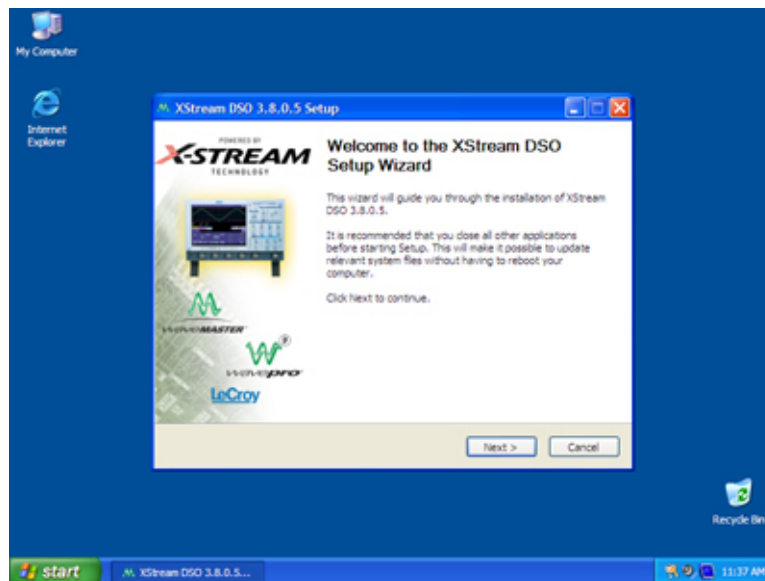 My Computer
Internet
Explorer
XStream DSO 3.8.0.5 Setup
POWERED BY
X-STREAM
TECHNOLOGY
WAVEMASTER
wavepro
LeCroy
Welcome to the XStream DSO
Setup Wizard
This wizard will guide you through the installation of XStream
DSO 3.8.0.5.
It is recommended that you close all other applications
before starting Setup. This will make it possible to update
relevant system files without having to reboot your
computer.
Click Next to continue.
Next >
Cancel
Recycle Bin
start
XStream DSO 3.8.0.5...
11:37 AM